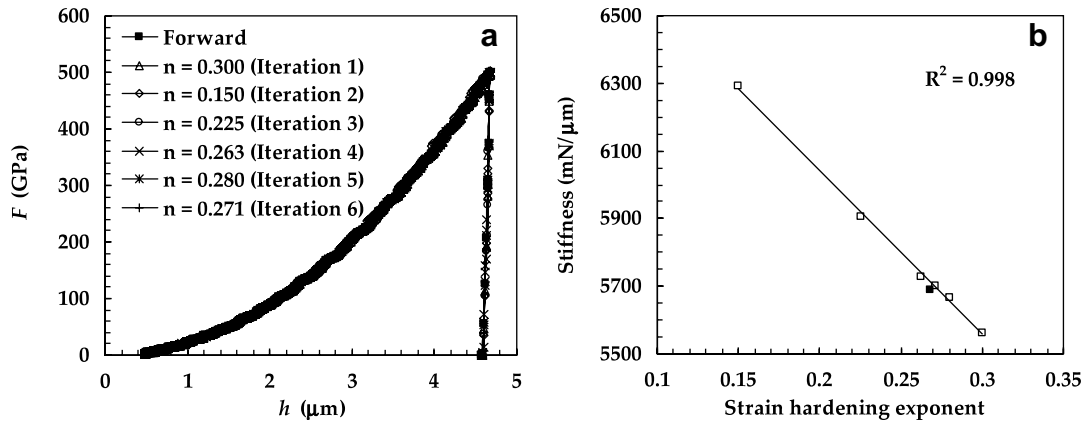 a
600
500
400
300
200
100
0
F (GPa)
Forward
n = 0.300 (Iteration 1)
n = 0.150 (Iteration 2)
n = 0.225 (Iteration 3)
n = 0.263 (Iteration 4)
n = 0.280 (Iteration 5)
n = 0.271 (Iteration 6)
0 1 2 3 4 5
h (μm)
b
6500
6300
6100
5900
5700
5500
Stiffness (mN/μm)
R² = 0.998
0.1 0.15 0.2 0.25 0.3 0.35
Strain hardening exponent